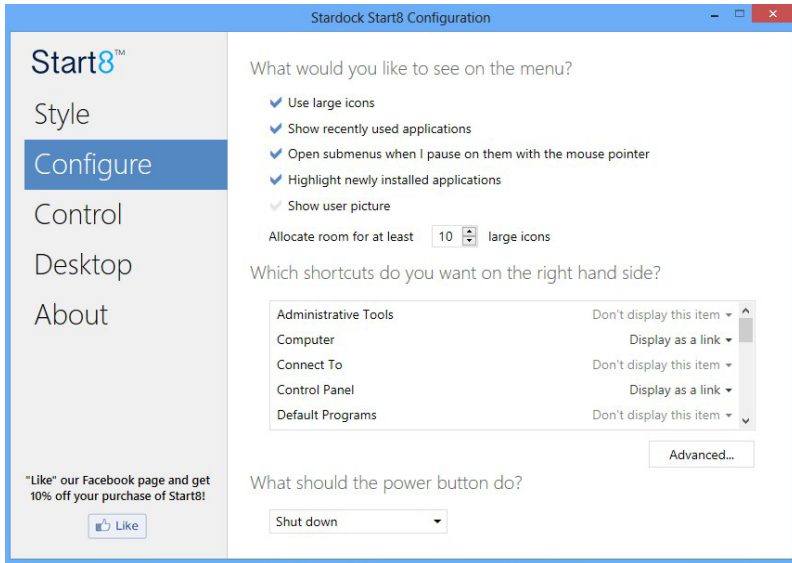 Stardock Start8 Configuration
Start8™
Style
Configure
Control
Desktop
About
"Like" our Facebook page and get
10% off your purchase of Start8!
Like
What would you like to see on the menu?
Use large icons
Show recently used applications
Open submenus when I pause on them with the mouse pointer
Highlight newly installed applications
Show user picture
Allocate room for at least 10 large icons
Which shortcuts do you want on the right hand side?
Administrative Tools Don't display this item
Computer Display as a link
Connect To Don't display this item
Control Panel Display as a link
Default Programs Don't display this item
Advanced...
What should the power button do?
Shut down